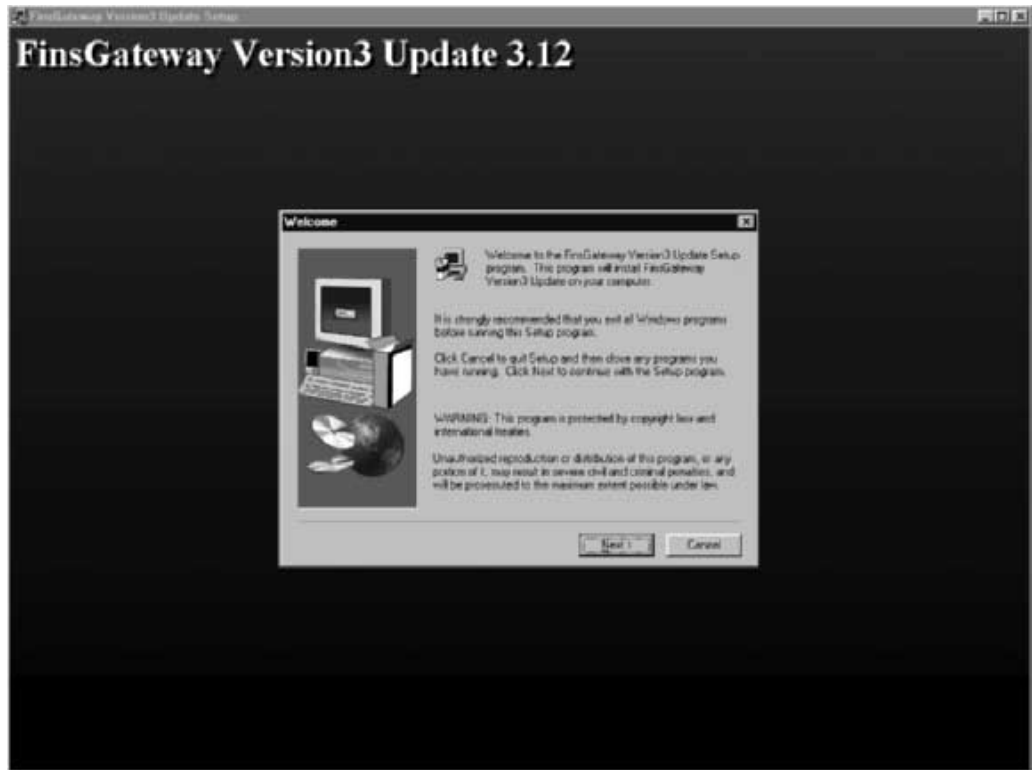 FinsGateway Version3 Update Setup
FinsGateway Version3 Update 3.12
Welcome
Welcome to the FinsGateway Version3 Update Setup
program. This program will install FinsGateway
Version3 Update on your computer.
It is strongly recommended that you exit all Windows programs
before running this Setup program.
Click Cancel to quit Setup and then close any programs you
have running. Click Next to continue with the Setup program.
WARNING: This program is protected by copyright law and
international treaties.
Unauthorized reproduction or distribution of this program, or any
portion of it, may result in severe civil and criminal penalties, and
will be prosecuted to the maximum extent possible under law.
Next >
Cancel